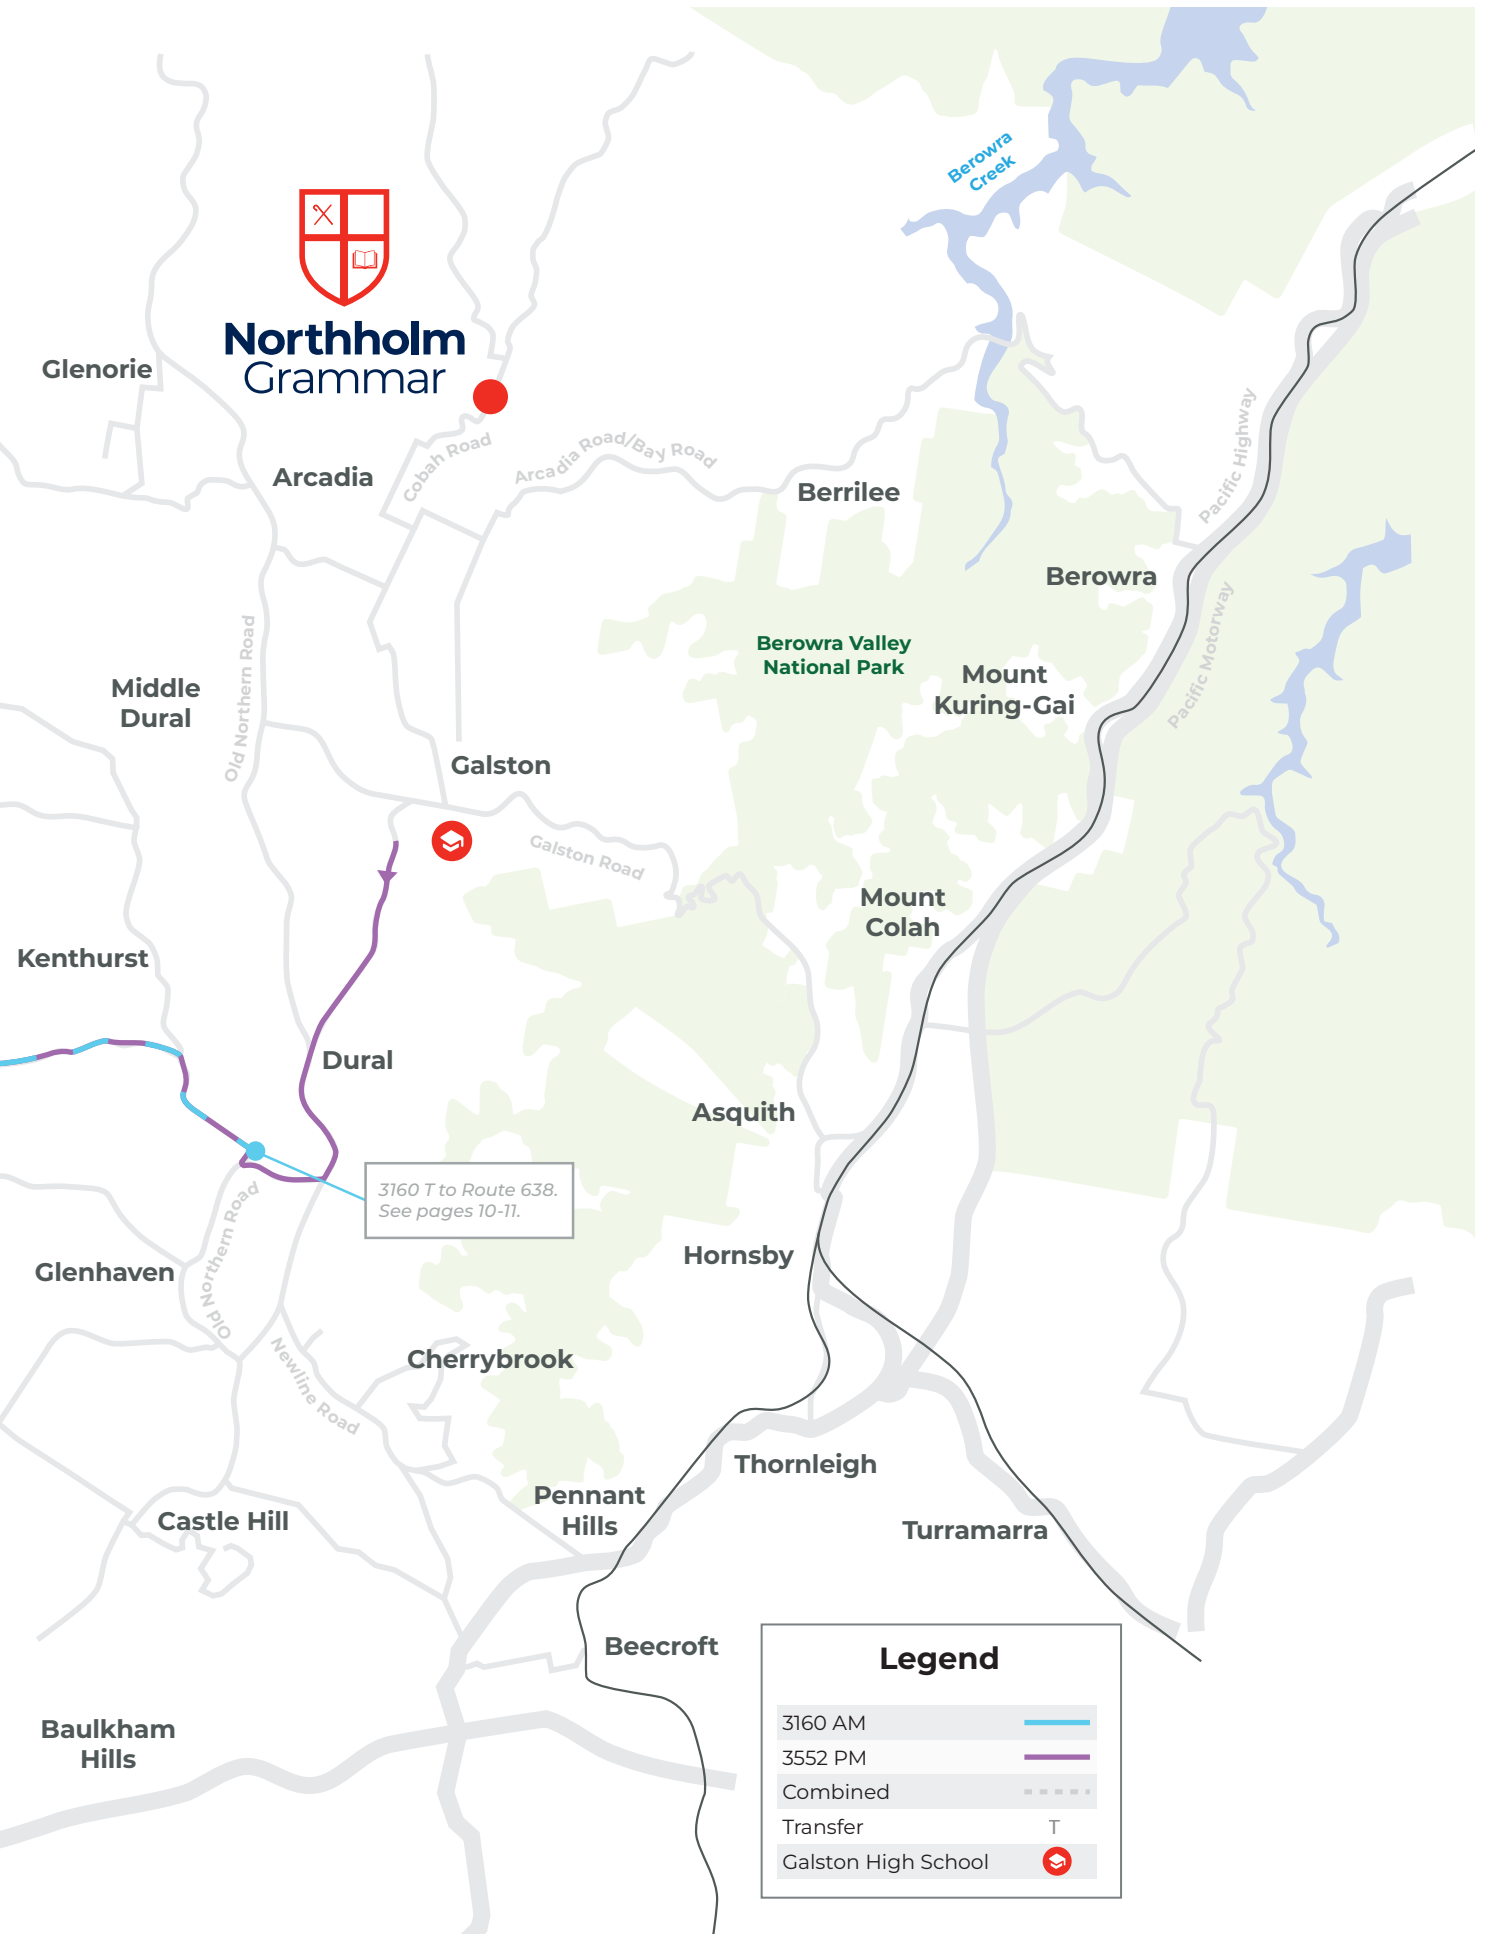 Berowra
Creek
Northholm
Grammar
Glenorie
Arcadia
Cobah Road
Arcadia Road/Bay Road
Berrilee
Pacific Highway
Berowra
Pacific Motorway
Berowra Valley
National Park
Mount
Kuring-Gai
Middle
Dural
Old Northern Road
Galston
Galston Road
Mount
Colah
Kenthurst
Dural
Asquith
3160 T to Route 638.
See pages 10-11.
Hornsby
Glenhaven
Old Northern Road
Newline Road
Cherrybrook
Thornleigh
Pennant
Hills
Castle Hill
Turramarra
Beecroft
Baulkham
Hills
Legend
3160 AM
3552 PM
Combined
Transfer T
Galston High School